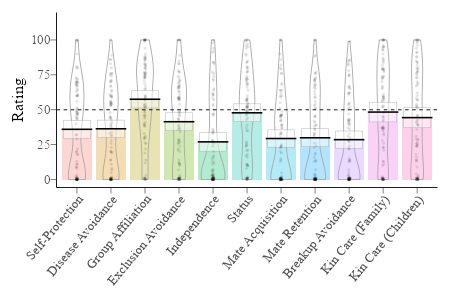 Rating
100
75
50
25
0
Self-Protection
Disease Avoidance
Group Affiliation
Exclusion Avoidance
Independence
Status
Mate Acquisition
Mate Retention
Breakup Avoidance
Kin Care (Family)
Kin Care (Children)